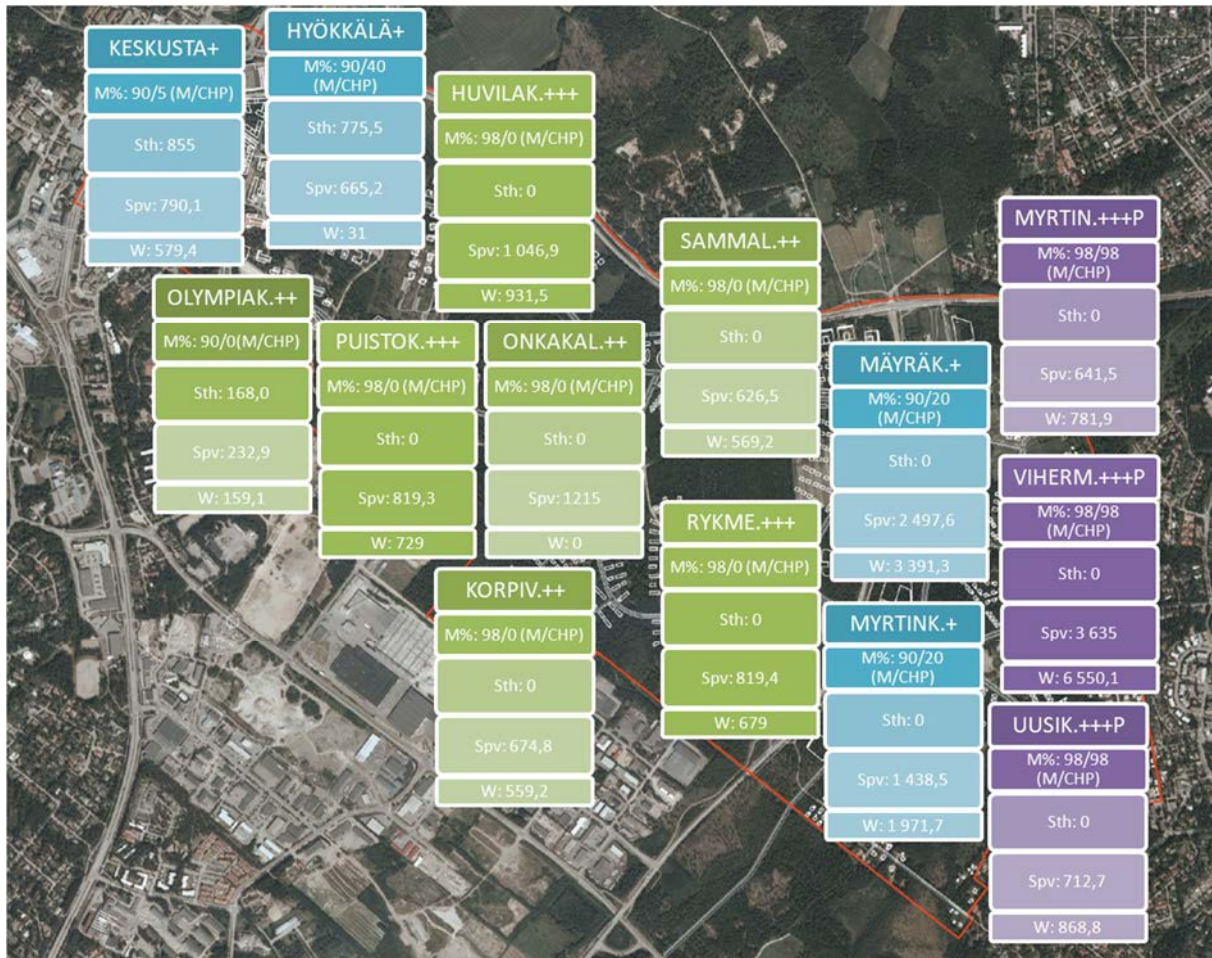 KESKUSTA+
M%: 90/5 (M/CHP)
Sth: 855
Spv: 790,1
W: 579,4
HYÖKKÄLÄ+
M%: 90/40
(M/CHP)
Sth: 775,5
Spv: 665,2
W: 31
HUVILAK.+++
M%: 98/0 (M/CHP)
Sth: 0
Spv: 1 046,9
W: 931,5
OLYMPIAK.++
M%: 90/0(M/CHP)
Sth: 168,0
Spv: 232,9
W: 159,1
PUISTOK.+++
M%: 98/0 (M/CHP)
Sth: 0
Spv: 819,3
W: 729
ONKAKAL.++
M%: 98/0 (M/CHP)
Sth: 0
Spv: 1215
W: 0
KORPIV.++
M%: 98/0 (M/CHP)
Sth: 0
Spv: 674,8
W: 559,2
SAMMAL.++
M%: 98/0 (M/CHP)
Sth: 0
Spv: 626,5
W: 569,2
RYKME.+++
M%: 98/0 (M/CHP)
Sth: 0
Spv: 819,4
W: 679
MÄYRÄK.+
M%: 90/20
(M/CHP)
Sth: 0
Spv: 2 497,6
W: 3 391,3
MYRTINK.+
M%: 90/20
(M/CHP)
Sth: 0
Spv: 1 438,5
W: 1 971,7
MYRTIN.+++P
M%: 98/98
(M/CHP)
Sth: 0
Spv: 641,5
W: 781,9
VIHERM.+++P
M%: 98/98
(M/CHP)
Sth: 0
Spv: 3 635
W: 6 550,1
UUSIK.+++P
M%: 98/98
(M/CHP)
Sth: 0
Spv: 712,7
W: 868,8